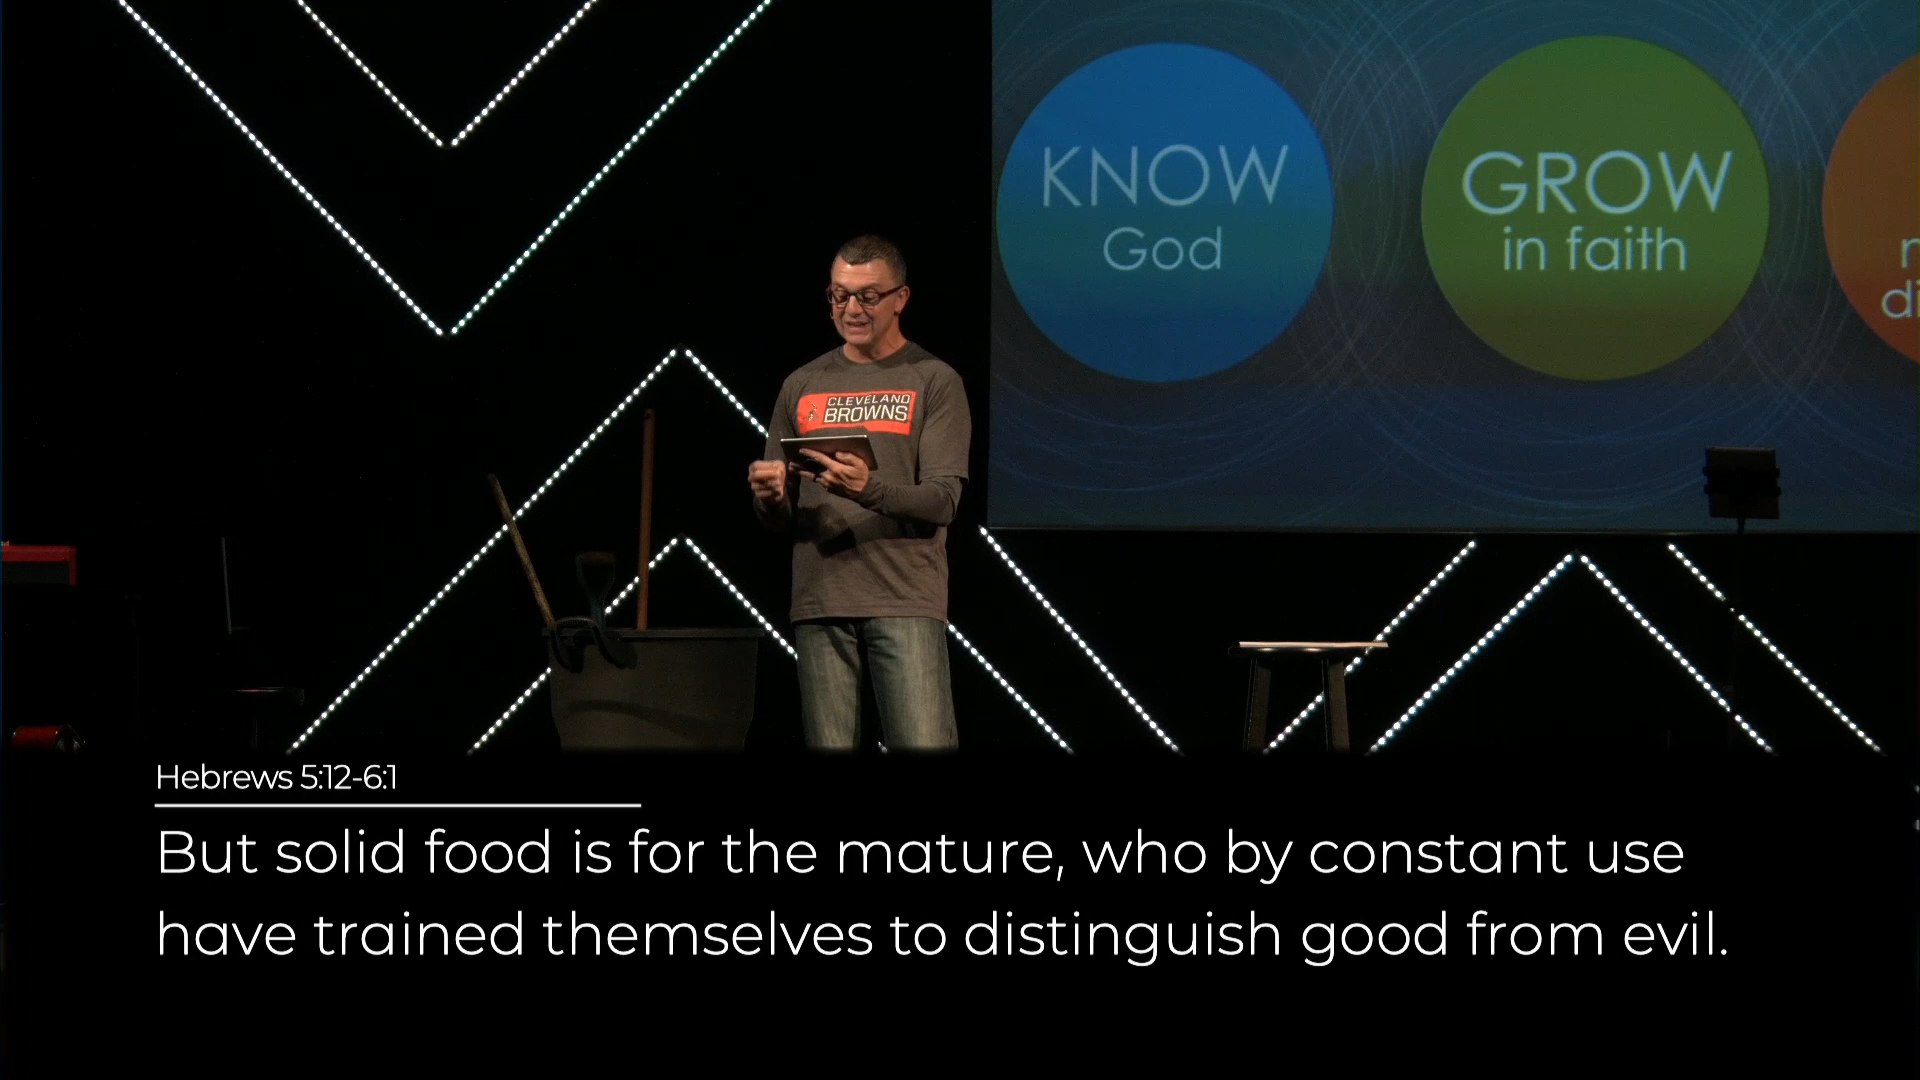 KNOW
God
GROW
in faith
CLEVELAND
BROWNS
Hebrews 5:12-6:1
But solid food is for the mature, who by constant use
have trained themselves to distinguish good from evil.